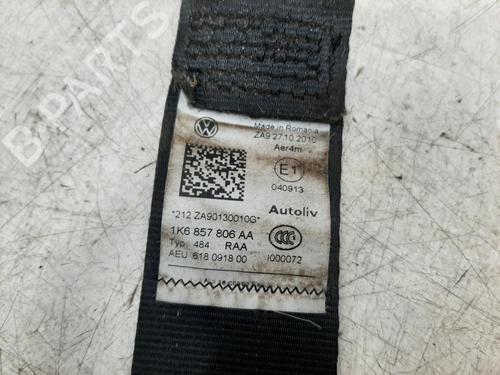 Made in Romania
ZA9 27.10.2010
Aer4m
E1
040913
*212 ZA90130010G*
Autoliv
1K6 857 806 AA
Typ 484 RAA
AEU 618 0918 00
I000072